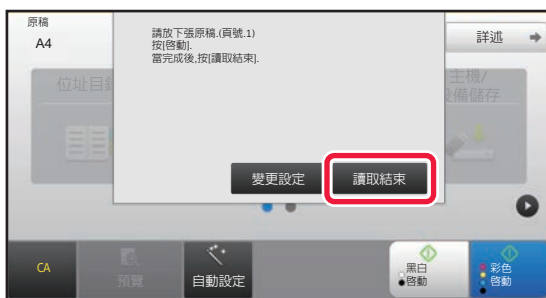 原稿
A4
請放下張原稿.(頁號.1)
按[啓動].
當完成後,按[讀取結束].
詳述
位址目錄
主機/
設備儲存
變更設定
讀取結束
CA
預覽
自動設定
黑白
啓動
彩色
啓動